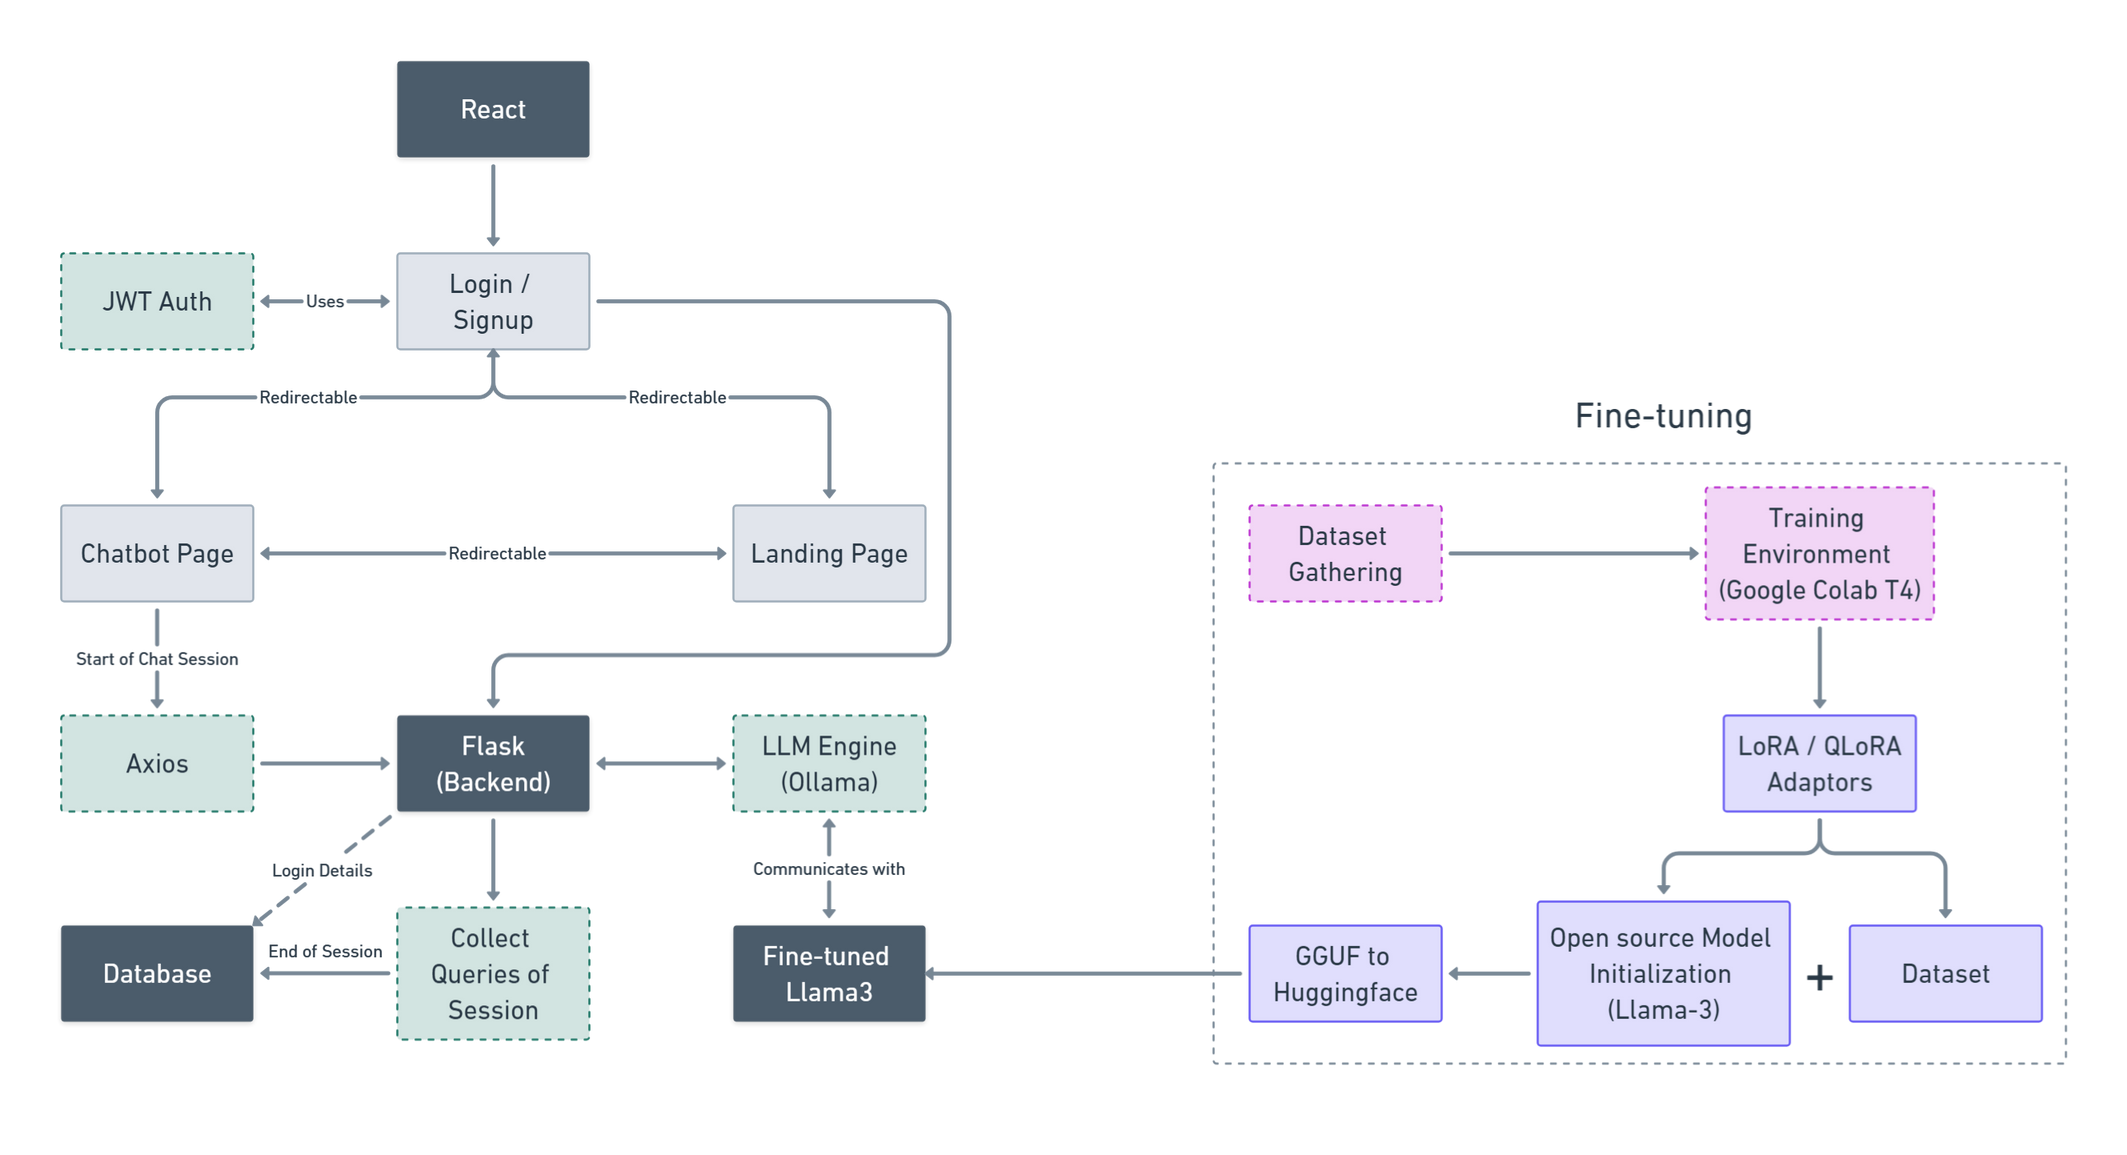 React
JWT Auth
Uses
Login /
Signup
Redirectable
Redirectable
Chatbot Page
Redirectable
Landing Page
Start of Chat Session
Axios
Flask
(Backend)
LLM Engine
(Ollama)
Login Details
Communicates with
Database
End of Session
Collect
Queries of
Session
Fine-tuned
Llama3
Fine-tuning
Dataset
Gathering
Training
Environment
(Google Colab T4)
LoRA / QLoRA
Adaptors
GGUF to
Huggingface
Open source Model
Initialization
(Llama-3)
+
Dataset